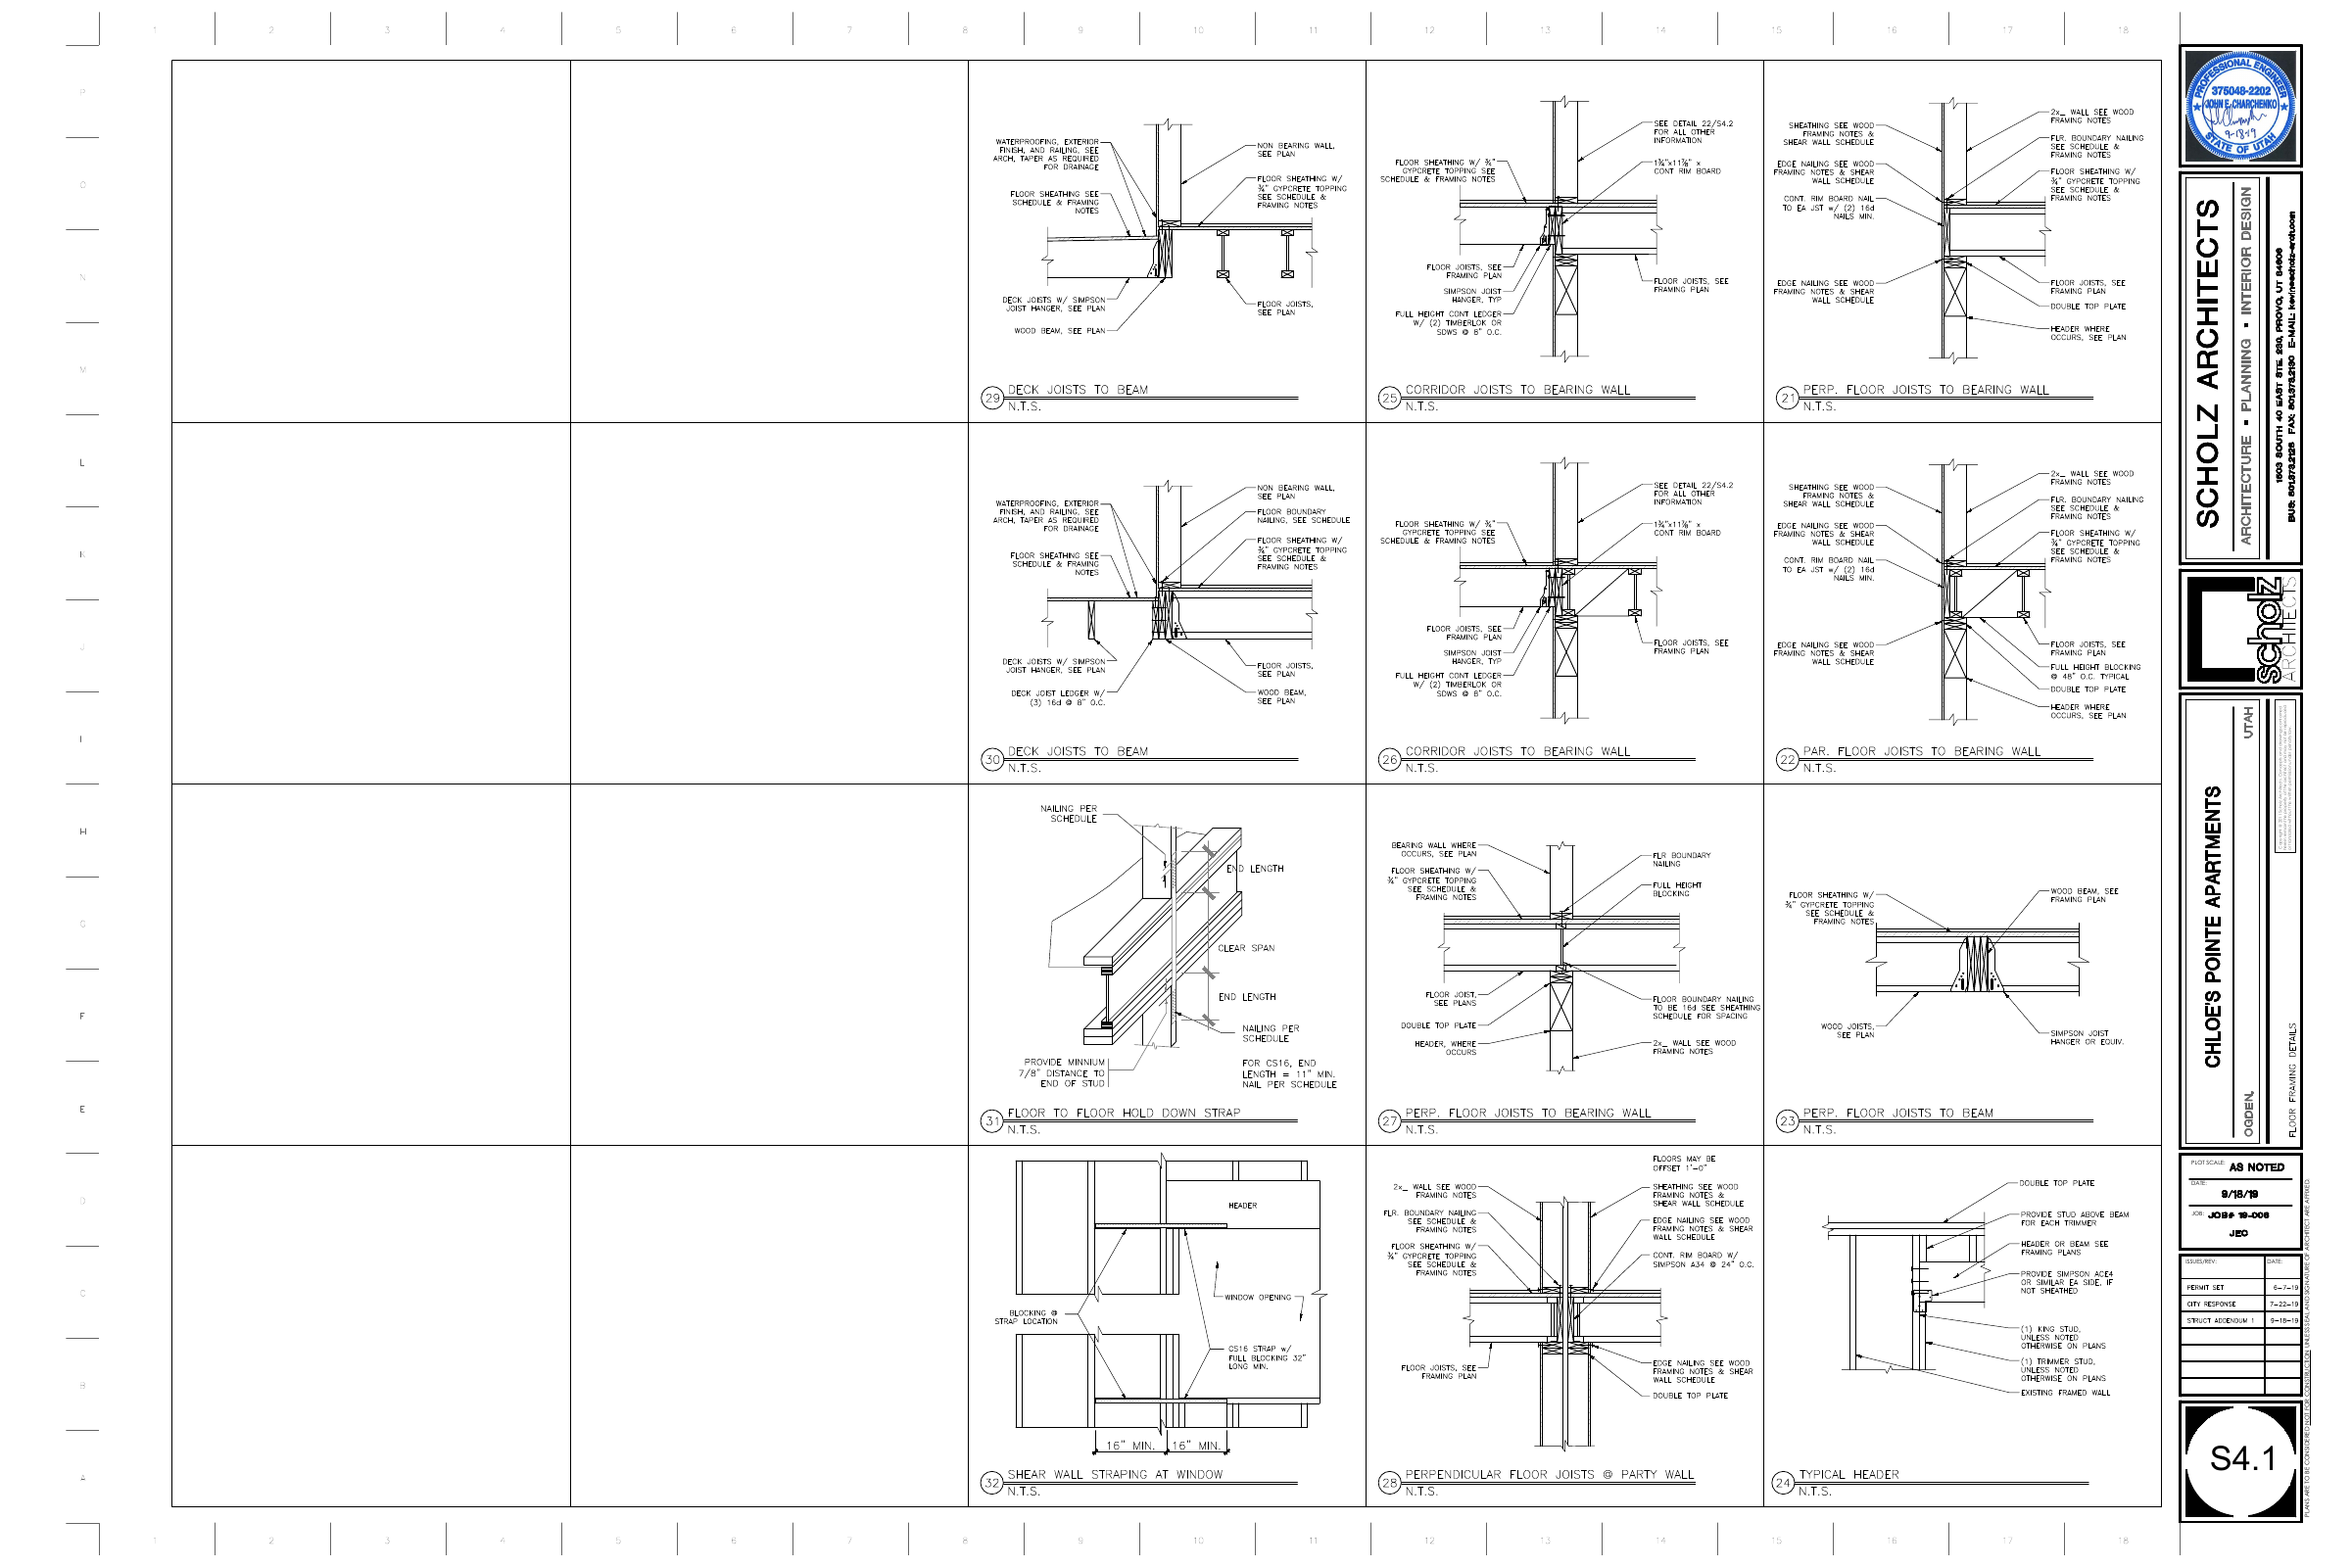 1 2 3 4 5 6 7 8 9 10 11 12 13 14 15 16 17 18
P
O
N
M
L
K
J
I
H
G
F
E
D
C
B
A
WATERPROOFING, EXTERIOR
FINISH, AND RAILING, SEE
ARCH, TAPER AS REQUIRED
FOR DRAINAGE
FLOOR SHEATHING SEE
SCHEDULE & FRAMING
NOTES
DECK JOISTS W/ SIMPSON
JOIST HANGER, SEE PLAN
WOOD BEAM, SEE PLAN
NON BEARING WALL,
SEE PLAN
FLOOR SHEATHING W/
¾" GYPCRETE TOPPING
SEE SCHEDULE &
FRAMING NOTES
FLOOR JOISTS,
SEE PLAN
29 DECK JOISTS TO BEAM
N.T.S.
FLOOR SHEATHING W/ ¾"
GYPCRETE TOPPING SEE
SCHEDULE & FRAMING NOTES
FLOOR JOISTS, SEE
FRAMING PLAN
SIMPSON JOIST
HANGER, TYP
FULL HEIGHT CONT LEDGER
W/ (2) TIMBERLOK OR
SDWS @ 8" O.C.
SEE DETAIL 22/S4.2
FOR ALL OTHER
INFORMATION
1¾"x11⅞" x
CONT RIM BOARD
FLOOR JOISTS, SEE
FRAMING PLAN
25 CORRIDOR JOISTS TO BEARING WALL
N.T.S.
SHEATHING SEE WOOD
FRAMING NOTES &
SHEAR WALL SCHEDULE
EDGE NAILING SEE WOOD
FRAMING NOTES & SHEAR
WALL SCHEDULE
CONT. RIM BOARD NAIL
TO EA JST w/ (2) 16d
NAILS MIN.
EDGE NAILING SEE WOOD
FRAMING NOTES & SHEAR
WALL SCHEDULE
2x_ WALL SEE WOOD
FRAMING NOTES
FLR. BOUNDARY NAILING
SEE SCHEDULE &
FRAMING NOTES
FLOOR SHEATHING W/
¾" GYPCRETE TOPPING
SEE SCHEDULE &
FRAMING NOTES
FLOOR JOISTS, SEE
FRAMING PLAN
DOUBLE TOP PLATE
HEADER WHERE
OCCURS, SEE PLAN
21 PERP. FLOOR JOISTS TO BEARING WALL
N.T.S.
WATERPROOFING, EXTERIOR
FINISH, AND RAILING, SEE
ARCH, TAPER AS REQUIRED
FOR DRAINAGE
FLOOR SHEATHING SEE
SCHEDULE & FRAMING
NOTES
DECK JOISTS W/ SIMPSON
JOIST HANGER, SEE PLAN
DECK JOIST LEDGER W/
(3) 16d @ 8" O.C.
NON BEARING WALL,
SEE PLAN
FLOOR BOUNDARY
NAILING, SEE SCHEDULE
FLOOR SHEATHING W/
¾" GYPCRETE TOPPING
SEE SCHEDULE &
FRAMING NOTES
FLOOR JOISTS,
SEE PLAN
WOOD BEAM,
SEE PLAN
30 DECK JOISTS TO BEAM
N.T.S.
FLOOR SHEATHING W/ ¾"
GYPCRETE TOPPING SEE
SCHEDULE & FRAMING NOTES
FLOOR JOISTS, SEE
FRAMING PLAN
SIMPSON JOIST
HANGER, TYP
FULL HEIGHT CONT LEDGER
W/ (2) TIMBERLOK OR
SDWS @ 8" O.C.
SEE DETAIL 22/S4.2
FOR ALL OTHER
INFORMATION
1¾"x11⅞" x
CONT RIM BOARD
FLOOR JOISTS, SEE
FRAMING PLAN
26 CORRIDOR JOISTS TO BEARING WALL
N.T.S.
SHEATHING SEE WOOD
FRAMING NOTES &
SHEAR WALL SCHEDULE
EDGE NAILING SEE WOOD
FRAMING NOTES & SHEAR
WALL SCHEDULE
CONT. RIM BOARD NAIL
TO EA JST w/ (2) 16d
NAILS MIN.
EDGE NAILING SEE WOOD
FRAMING NOTES & SHEAR
WALL SCHEDULE
2x_ WALL SEE WOOD
FRAMING NOTES
FLR. BOUNDARY NAILING
SEE SCHEDULE &
FRAMING NOTES
FLOOR SHEATHING W/
¾" GYPCRETE TOPPING
SEE SCHEDULE &
FRAMING NOTES
FLOOR JOISTS, SEE
FRAMING PLAN
FULL HEIGHT BLOCKING
@ 48" O.C. TYPICAL
DOUBLE TOP PLATE
HEADER WHERE
OCCURS, SEE PLAN
22 PAR. FLOOR JOISTS TO BEARING WALL
N.T.S.
NAILING PER
SCHEDULE
END LENGTH
CLEAR SPAN
END LENGTH
NAILING PER
SCHEDULE
PROVIDE MINNIUM
7/8" DISTANCE TO
END OF STUD
FOR CS16, END
LENGTH = 11" MIN.
NAIL PER SCHEDULE
31 FLOOR TO FLOOR HOLD DOWN STRAP
N.T.S.
BEARING WALL WHERE
OCCURS, SEE PLAN
FLOOR SHEATHING W/
¾" GYPCRETE TOPPING
SEE SCHEDULE &
FRAMING NOTES
FLOOR JOIST,
SEE PLANS
DOUBLE TOP PLATE
HEADER, WHERE
OCCURS
FLR BOUNDARY
NAILING
FULL HEIGHT
BLOCKING
FLOOR BOUNDARY NAILING
TO BE 16d SEE SHEATHING
SCHEDULE FOR SPACING
2x_ WALL SEE WOOD
FRAMING NOTES
27 PERP. FLOOR JOISTS TO BEARING WALL
N.T.S.
FLOOR SHEATHING W/
¾" GYPCRETE TOPPING
SEE SCHEDULE &
FRAMING NOTES
WOOD JOISTS,
SEE PLAN
WOOD BEAM, SEE
FRAMING PLAN
SIMPSON JOIST
HANGER OR EQUIV.
23 PERP. FLOOR JOISTS TO BEAM
N.T.S.
HEADER
WINDOW OPENING
BLOCKING @
STRAP LOCATION
CS16 STRAP w/
FULL BLOCKING 32"
LONG MIN.
16" MIN. 16" MIN.
32 SHEAR WALL STRAPING AT WINDOW
N.T.S.
FLOORS MAY BE
OFFSET 1'-0"
2x_ WALL SEE WOOD
FRAMING NOTES
FLR. BOUNDARY NAILING
SEE SCHEDULE &
FRAMING NOTES
FLOOR SHEATHING W/
¾" GYPCRETE TOPPING
SEE SCHEDULE &
FRAMING NOTES
FLOOR JOISTS, SEE
FRAMING PLAN
SHEATHING SEE WOOD
FRAMING NOTES &
SHEAR WALL SCHEDULE
EDGE NAILING SEE WOOD
FRAMING NOTES & SHEAR
WALL SCHEDULE
CONT. RIM BOARD W/
SIMPSON A34 @ 24" O.C.
EDGE NAILING SEE WOOD
FRAMING NOTES & SHEAR
WALL SCHEDULE
DOUBLE TOP PLATE
28 PERPENDICULAR FLOOR JOISTS @ PARTY WALL
N.T.S.
DOUBLE TOP PLATE
PROVIDE STUD ABOVE BEAM
FOR EACH TRIMMER
HEADER OR BEAM SEE
FRAMING PLANS
PROVIDE SIMPSON ACE4
OR SIMILAR EA SIDE, IF
NOT SHEATHED
(1) KING STUD,
UNLESS NOTED
OTHERWISE ON PLANS
(1) TRIMMER STUD,
UNLESS NOTED
OTHERWISE ON PLANS
EXISTING FRAMED WALL
24 TYPICAL HEADER
N.T.S.
PROFESSIONAL ENGINEER
375048-2202
JOHN E. CHARCHENKO
9-18-19
STATE OF UTAH
SCHOLZ ARCHITECTS
ARCHITECTURE • PLANNING • INTERIOR DESIGN
1603 SOUTH 40 EAST STE. 230, PROVO, UT 84606
BUS: 801.373.2126 FAX: 801.373.2130 E-MAIL: kevin@scholz-arch.com
scholz
ARCHITECTS
CHLOE'S POINTE APARTMENTS
OGDEN, UTAH
FLOOR FRAMING DETAILS
PLOT SCALE: AS NOTED
DATE: 9/18/19
JOB: JOB# 19-006
JEC
ISSUES/REV: DATE:
PERMIT SET 6-7-19
CITY RESPONSE 7-22-19
STRUCT ADDENDUM 1 9-18-19
PLANS ARE TO BE CONSIDERED NOT FOR CONSTRUCTION UNLESS SEAL AND SIGNATURE OF ARCHITECT ARE AFFIXED.
S4.1
1 2 3 4 5 6 7 8 9 10 11 12 13 14 15 16 17 18